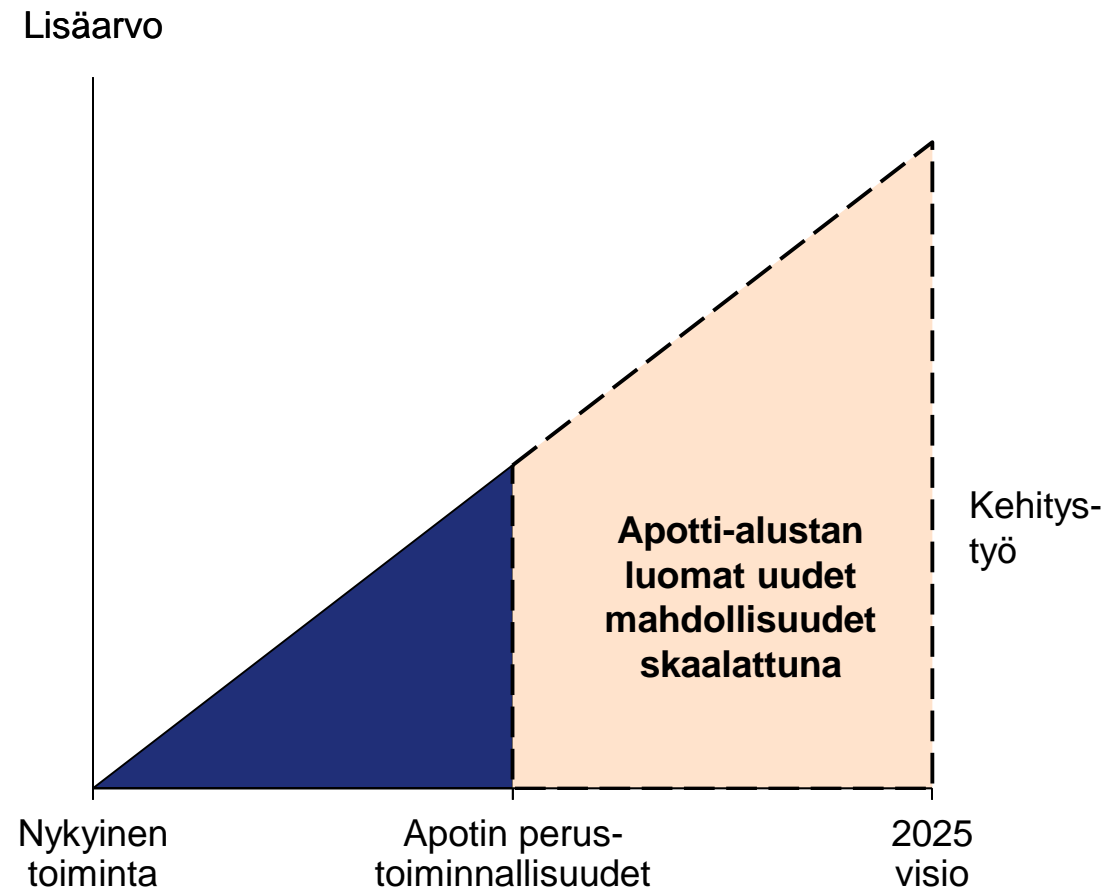 Lisäarvo
Apotti-alustan
luomat uudet
mahdollisuudet
skaalattuna
Kehitys-
työ
Nykyinen
toiminta
Apotin perus-
toiminnallisuudet
2025
visio